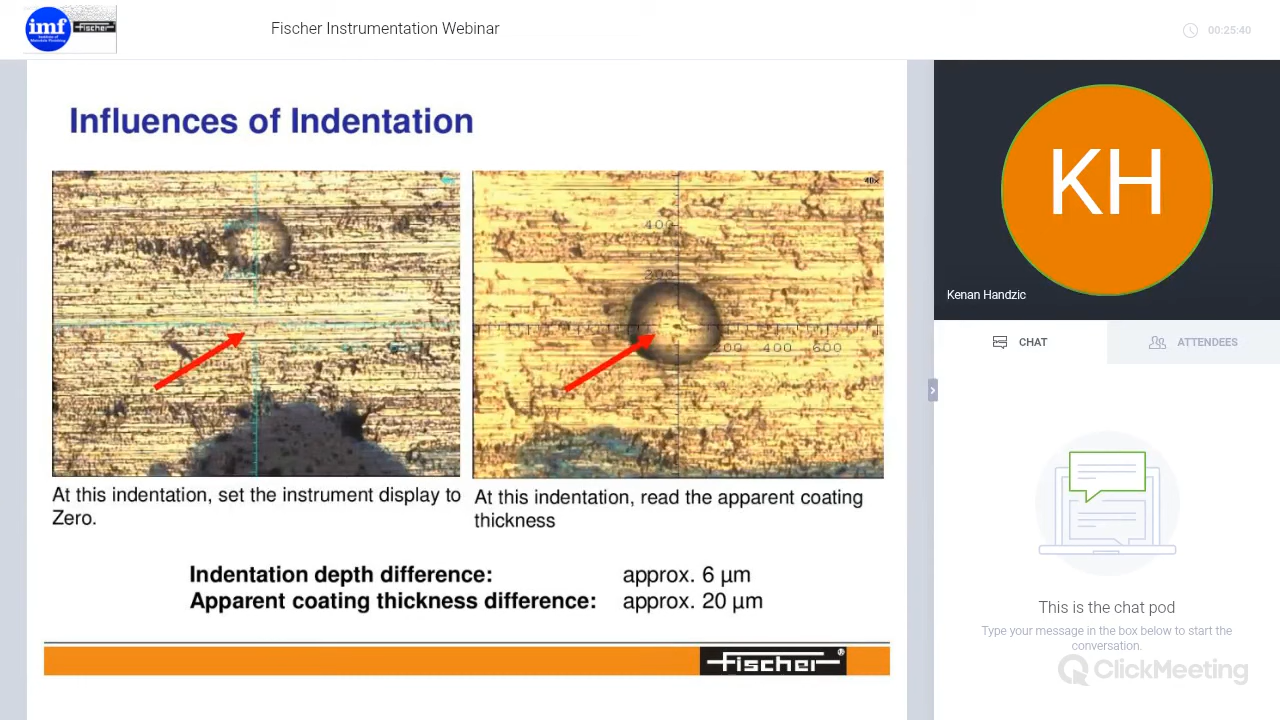 imf
Fischer
Fischer Instrumentation Webinar
00:25:40
Influences of Indentation
40x
400
200
200 400 600
At this indentation, set the instrument display to
Zero.
At this indentation, read the apparent coating
thickness
Indentation depth difference: approx. 6 µm
Apparent coating thickness difference: approx. 20 µm
Fischer®
KH
Kenan Handzic
CHAT
ATTENDEES
This is the chat pod
Type your message in the box below to start the
conversation.
ClickMeeting